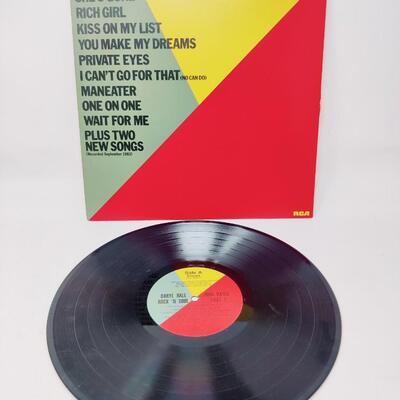 RICH GIRL
KISS ON MY LIST
YOU MAKE MY DREAMS
PRIVATE EYES
I CAN'T GO FOR THAT (NO CAN DO)
MANEATER
ONE ON ONE
WAIT FOR ME
PLUS TWO
NEW SONGS
(Recorded September 1983)
RCA
Side A
DARYL HALL
ROCK 'N SOUL